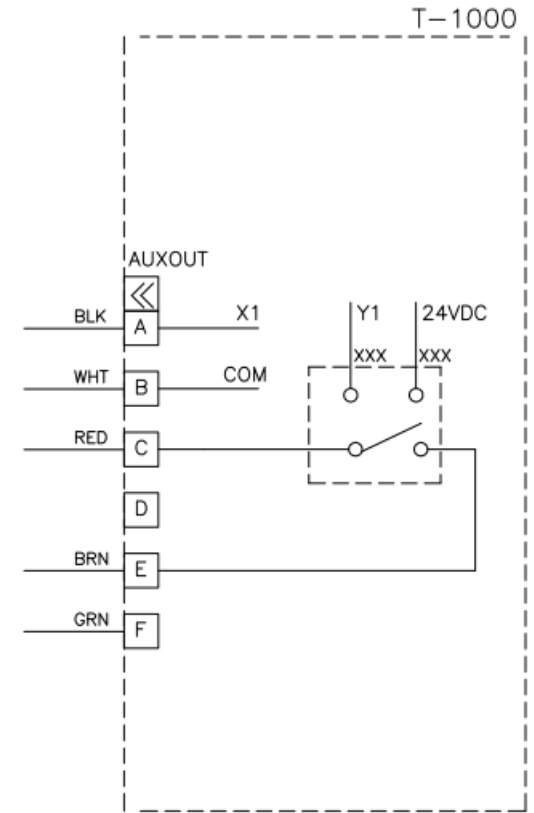 T-1000
AUXOUT
BLK A X1
Y1 24VDC
XXX XXX
WHT B COM
RED C
D
BRN E
GRN F